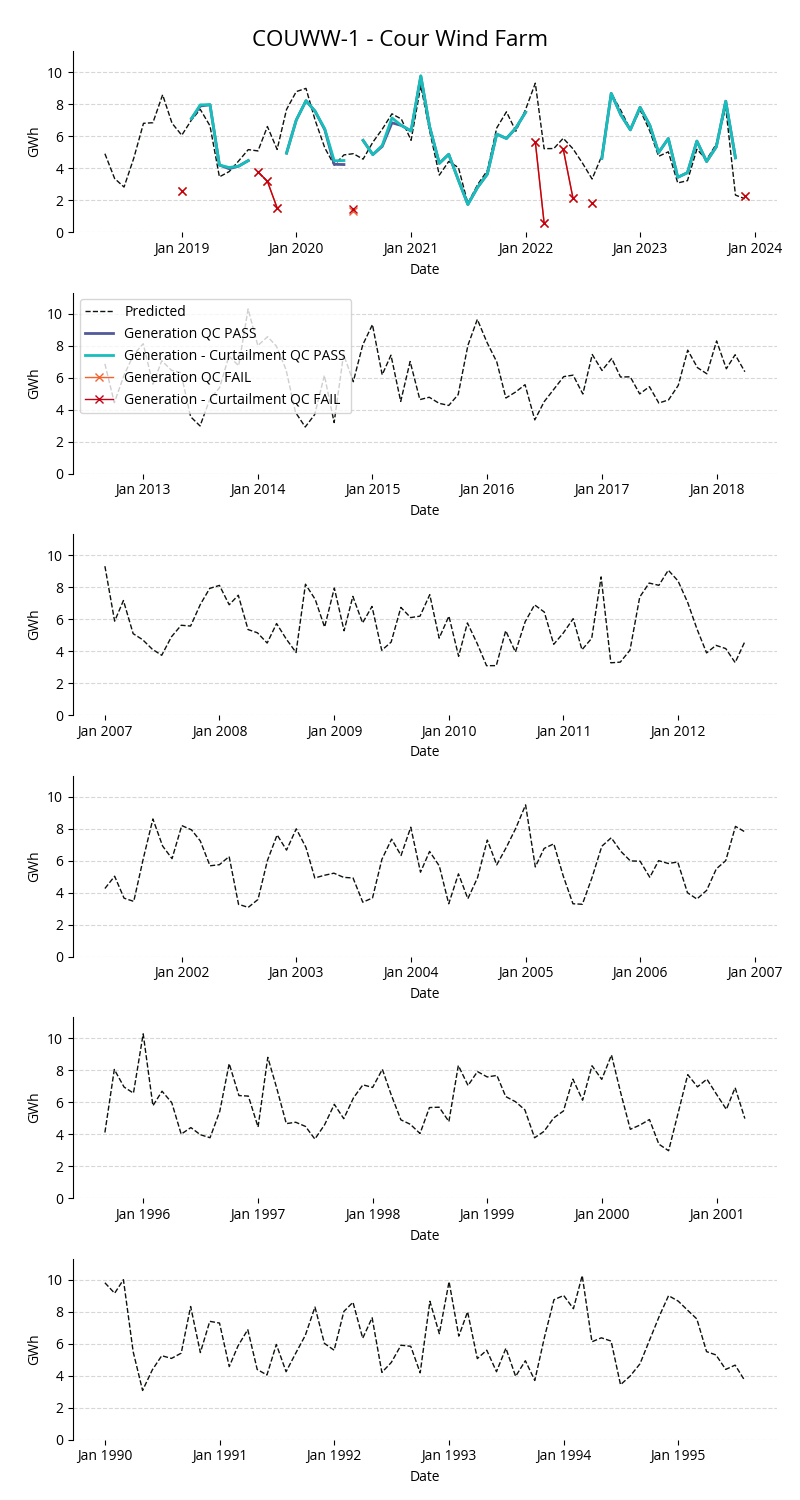 COUWW-1 - Cour Wind Farm
10
8
6
4
2
0
GWh
Jan 2019
Jan 2020
Jan 2021
Jan 2022
Jan 2023
Jan 2024
Date
10
8
6
4
2
0
GWh
Predicted
Generation QC PASS
Generation - Curtailment QC PASS
Generation QC FAIL
Generation - Curtailment QC FAIL
Jan 2013
Jan 2014
Jan 2015
Jan 2016
Jan 2017
Jan 2018
Date
10
8
6
4
2
0
GWh
Jan 2007
Jan 2008
Jan 2009
Jan 2010
Jan 2011
Jan 2012
Date
10
8
6
4
2
0
GWh
Jan 2002
Jan 2003
Jan 2004
Jan 2005
Jan 2006
Jan 2007
Date
10
8
6
4
2
0
GWh
Jan 1996
Jan 1997
Jan 1998
Jan 1999
Jan 2000
Jan 2001
Date
10
8
6
4
2
0
GWh
Jan 1990
Jan 1991
Jan 1992
Jan 1993
Jan 1994
Jan 1995
Date